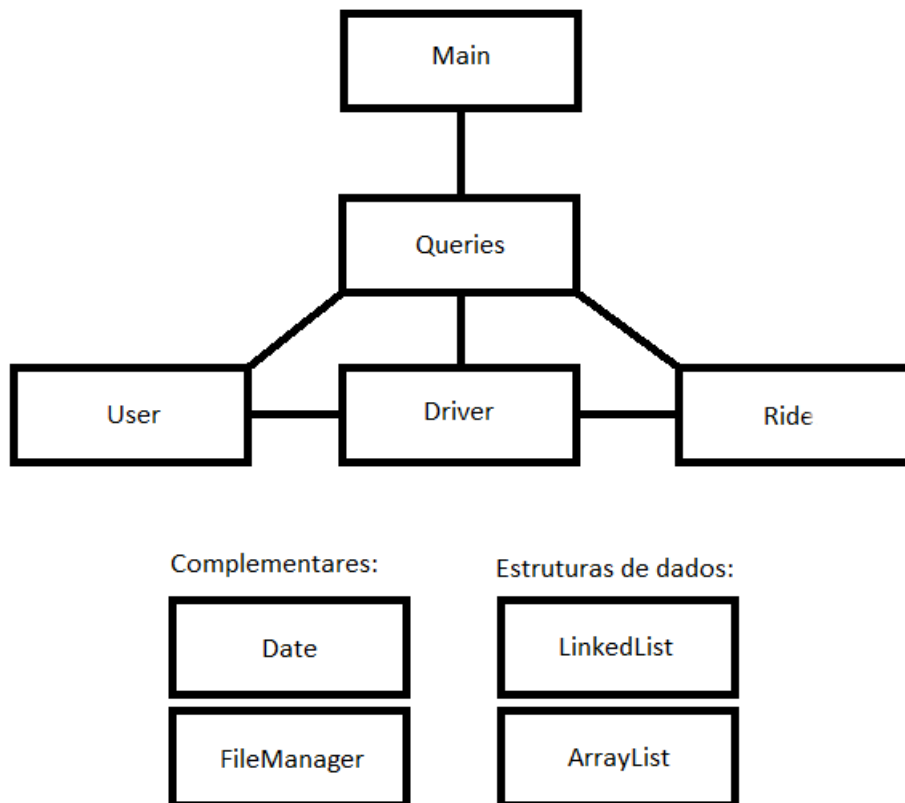 Main
Queries
User
Driver
Ride
Complementares:
Estruturas de dados:
Date
LinkedList
FileManager
ArrayList